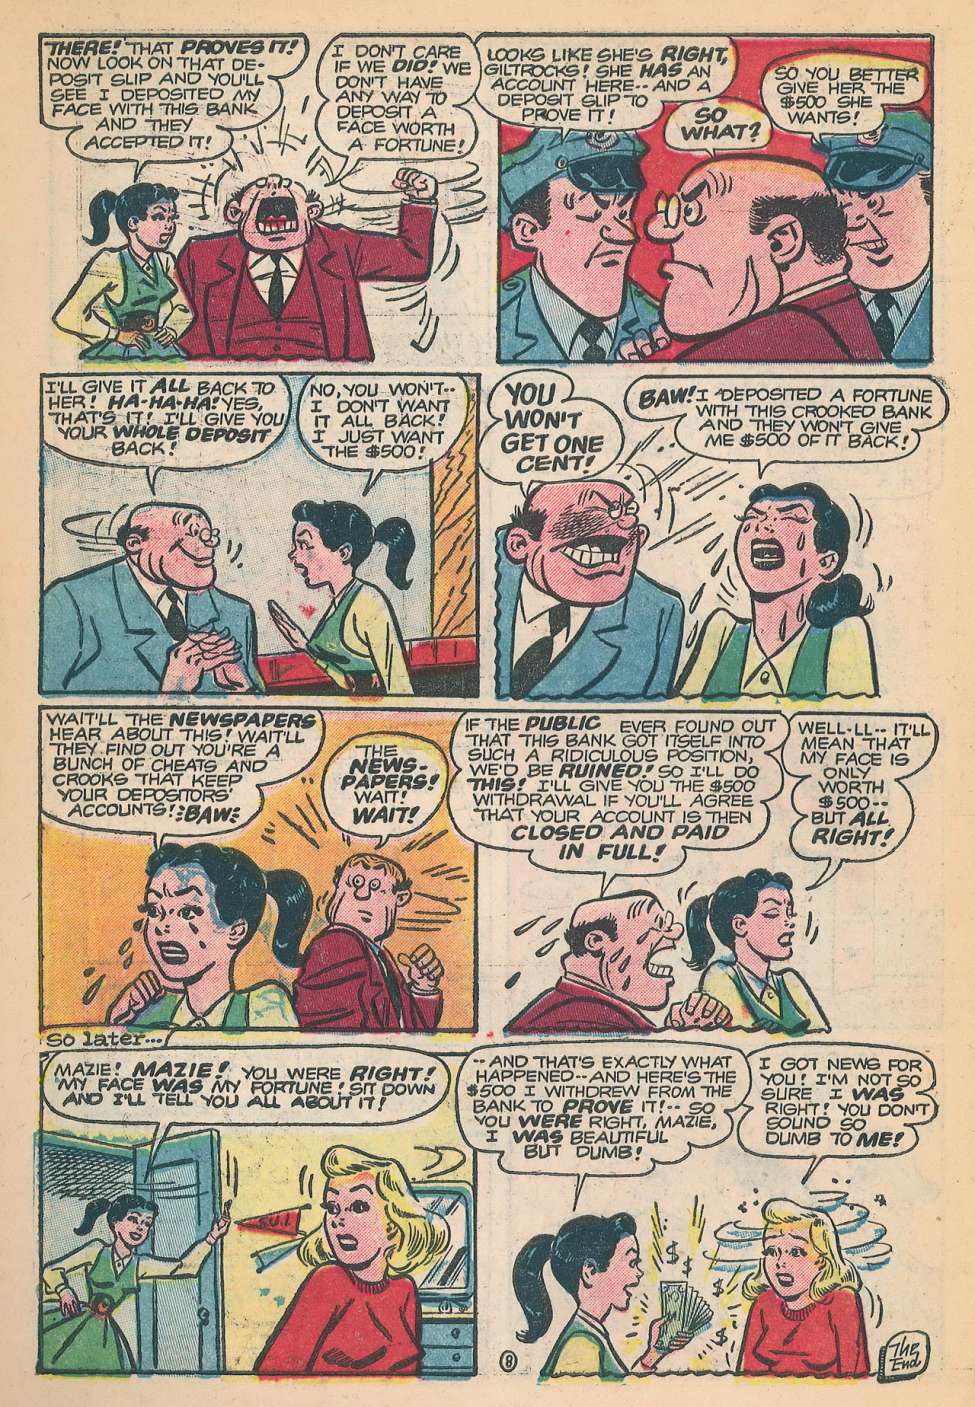 THERE! THAT PROVES IT!
NOW LOOK ON THAT DE-
POSIT SLIP AND YOU'LL
SEE I DEPOSITED MY
FACE WITH THIS BANK
AND THEY
ACCEPTED IT!
I DON'T CARE
IF WE DID! WE
DON'T HAVE
ANY WAY TO
DEPOSIT A
FACE WORTH
A FORTUNE!
LOOKS LIKE SHE'S RIGHT,
GILTROCKS! SHE HAS AN
ACCOUNT HERE--AND A
DEPOSIT SLIP TO
PROVE IT!
SO
WHAT?
SO YOU BETTER
GIVE HER THE
$500 SHE
WANTS!
I'LL GIVE IT ALL BACK TO
HER! HA-HA-HA! YES,
THAT'S IT! I'LL GIVE YOU
YOUR WHOLE DEPOSIT
BACK!
NO, YOU WON'T--
I DON'T WANT
IT ALL BACK!
I JUST WANT
THE $500!
YOU
WON'T
GET ONE
CENT!
BAW! I DEPOSITED A FORTUNE
WITH THIS CROOKED BANK
AND THEY WON'T GIVE
ME $500 OF IT BACK!
WAIT'LL THE NEWSPAPERS
HEAR ABOUT THIS! WAIT'LL
THEY FIND OUT YOU'RE A
BUNCH OF CHEATS AND
CROOKS THAT KEEP
YOUR DEPOSITORS'
ACCOUNTS! :BAW:
THE
NEWS-
PAPERS!
WAIT!
WAIT!
IF THE PUBLIC EVER FOUND OUT
THAT THIS BANK GOT ITSELF INTO
SUCH A RIDICULOUS POSITION,
WE'D BE RUINED! SO I'LL DO
THIS! I'LL GIVE YOU THE $500
WITHDRAWAL IF YOU'LL AGREE
THAT YOUR ACCOUNT IS THEN
CLOSED AND PAID
IN FULL!
WELL-LL-- IT'LL
MEAN THAT
MY FACE IS
ONLY
WORTH
$500--
BUT ALL
RIGHT!
So later...
MAZIE! MAZIE! YOU WERE RIGHT!
MY FACE WAS MY FORTUNE! SIT DOWN
AND I'LL TELL YOU ALL ABOUT IT!
S.U.I.
--AND THAT'S EXACTLY WHAT
HAPPENED--AND HERE'S THE
$500 I WITHDREW FROM THE
BANK TO PROVE IT!-- SO
YOU WERE RIGHT, MAZIE,
I WAS BEAUTIFUL
BUT DUMB!
I GOT NEWS FOR
YOU! I'M NOT SO
SURE I WAS
RIGHT! YOU DON'T
SOUND SO
DUMB TO ME!
$ $ $ $
8
The
End